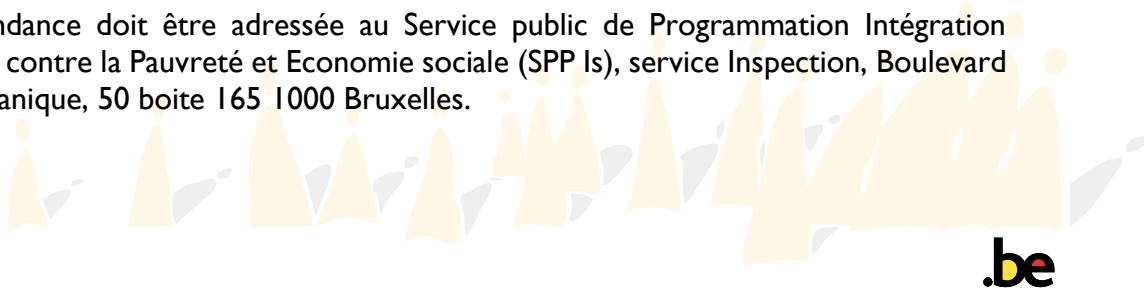 ndance doit être adressée au Service public de Programmation Intégration
contre la Pauvreté et Economie sociale (SPP Is), service Inspection, Boulevard
anique, 50 boite 165 1000 Bruxelles.
.be